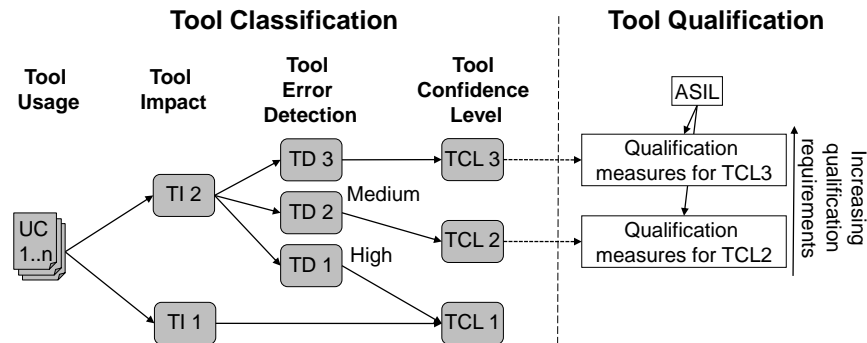 Tool Classification
Tool Qualification
Tool
Usage
Tool
Impact
Tool
Error
Detection
Tool
Confidence
Level
ASIL
TD 3
TCL 3
Qualification
measures for TCL3
Increasing
qualification
requirements
TI 2
Medium
TD 2
UC
1..n
TCL 2
Qualification
measures for TCL2
High
TD 1
TI 1
TCL 1